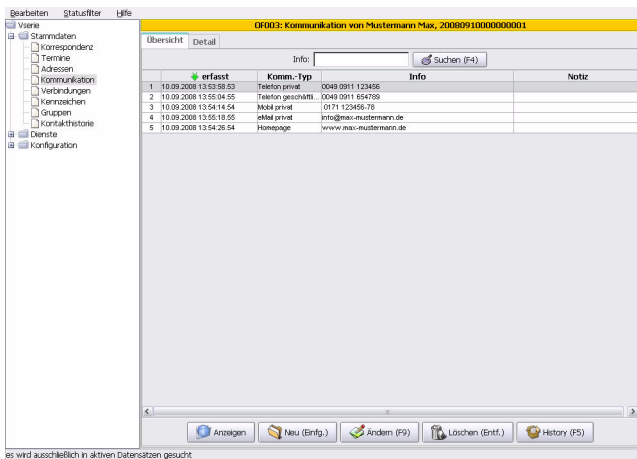 Bearbeiten Statusfilter Hilfe
Vserie
Stammdaten
Korrespondenz
Termine
Adressen
Kommunikation
Verbindungen
Kennzeichen
Gruppen
Kontakthistorie
Dienste
Konfiguration
OF003: Kommunikation von Mustermann Max, 20080910000000001
Übersicht Detail
Info: Suchen (F4)
erfasst Komm.-Typ Info Notiz
1 10.09.2008 13:53:58.53 Telefon privat 0049 0911 123456
2 10.09.2008 13:55:04.55 Telefon geschäftli... 0049 0911 654789
3 10.09.2008 13:54:14.54 Mobil privat 0171 123456-78
4 10.09.2008 13:55:18.55 eMail privat info@max-mustermann.de
5 10.09.2008 13:54:26.54 Homepage www.max-mustermann.de
Anzeigen Neu (Einfg.) Ändern (F9) Löschen (Entf.) History (F5)
es wird ausschließlich in aktiven Datensätzen gesucht